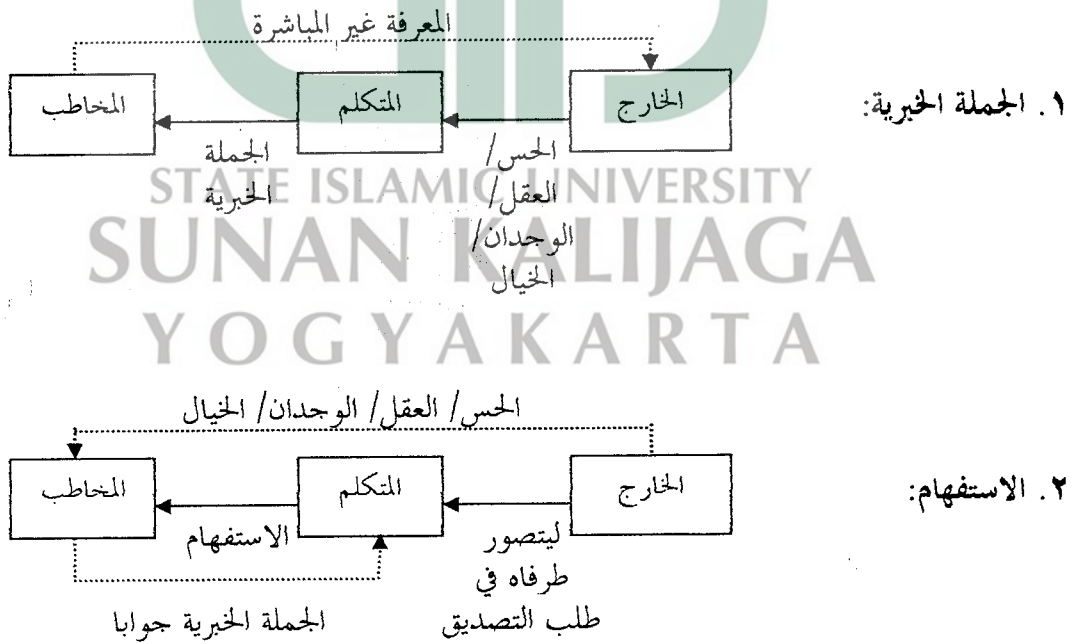 المعرفة غير المباشرة
١. الجملة الخبرية:
الخارج
المتكلم
المخاطب
الحس/
العقل/
الوجدان/
الخيال
الجملة
الخبرية
STATE ISLAMIC UNIVERSITY
SUNAN KALIJAGA
YOGYAKARTA
الحس/ العقل/ الوجدان/ الخيال
٢. الاستفهام:
الخارج
المتكلم
المخاطب
ليتصور
طرفاه في
طلب التصديق
الاستفهام
الجملة الخبرية جوابا